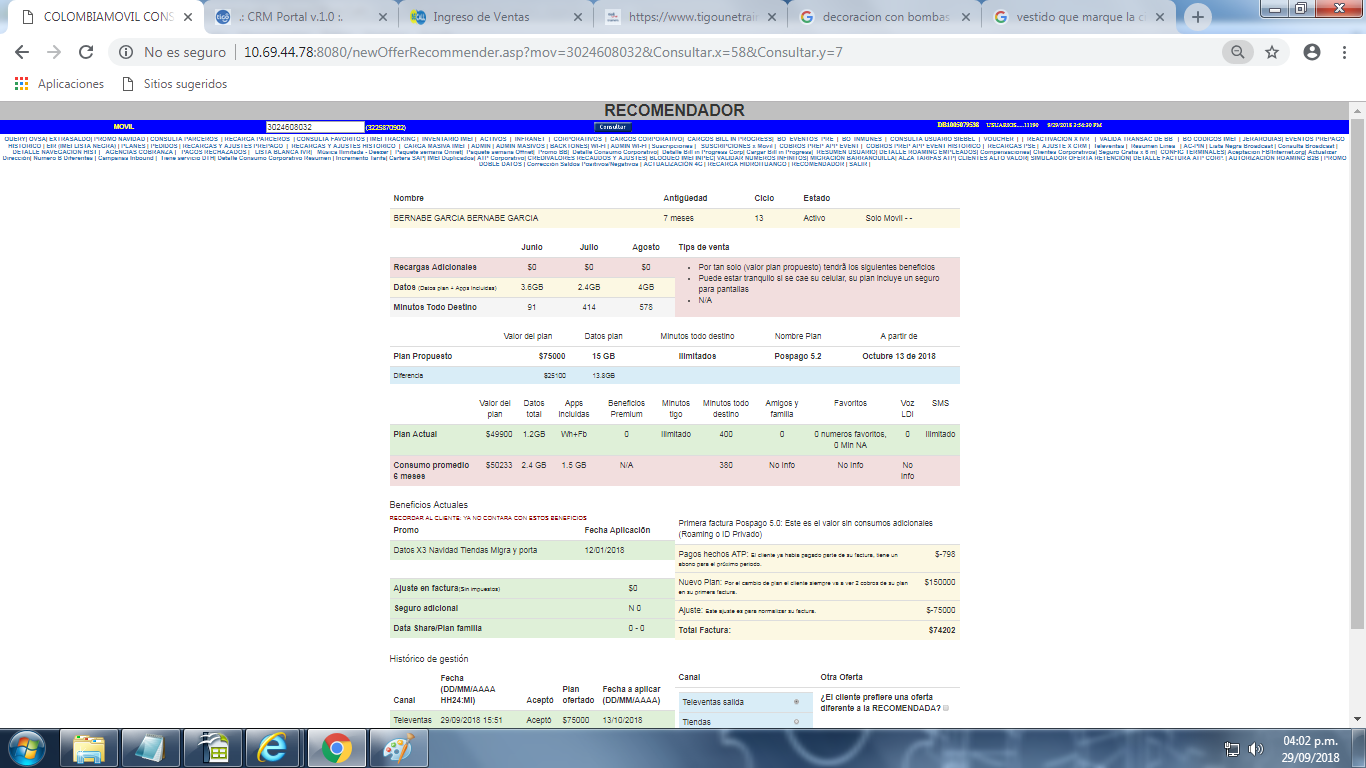 COLOMBIAMOVIL CONS
.: CRM Portal v.1.0 :.
Ingreso de Ventas
https://www.tigounetrai
decoracion con bombas
vestido que marque la c
No es seguro | 10.69.44.78:8080/newOfferRecommender.asp?mov=3024608032&Consultar.x=58&Consultar.y=7
Aplicaciones
Sitios sugeridos
RECOMENDADOR
MOVIL 3024608032 (3225870902) Consultar DB1005079538 USUARIOS.....11190 9/29/2018 3:56:30 PM
Nombre Antigüedad Ciclo Estado
BERNABE GARCIA BERNABE GARCIA 7 meses 13 Activo Solo Movil - -
Junio Julio Agosto Tips de venta
Recargas Adicionales $0 $0 $0
Datos (Datos plan + Apps incluidas) 3.6GB 2.4GB 4GB
Minutos Todo Destino 91 414 578
Por tan solo (valor plan propuesto) tendrã los siguientes beneficios
Puede estar tranquilo si se cae su celular, su plan incluye un seguro
para pantallas
N/A
Valor del plan Datos plan Minutos todo destino Nombre Plan A partir de
Plan Propuesto $75000 15 GB Ilimitados Pospago 5.2 Octubre 13 de 2018
Diferencia $25100 13.8GB
Valor del plan Datos total Apps incluidas Beneficios Premium Minutos tigo Minutos todo destino Amigos y familia Favoritos Voz LDI SMS
Plan Actual $49900 1.2GB Wh+Fb 0 Ilimitado 400 0 0 numeros favoritos, 0 Min NA 0 Ilimitado
Consumo promedio 6 meses $50233 2.4 GB 1.5 GB N/A 380 No Info No Info No Info
Beneficios Actuales
RECORDAR AL CLIENTE: YA NO CONTARA CON ESTOS BENEFICIOS
Promo Fecha Aplicación
Datos X3 Navidad Tiendas Migra y porta 12/01/2018
Ajuste en factura(Sin impuestos) $0
Seguro adicional N 0
Data Share/Plan familia 0 - 0
Primera factura Pospago 5.0: Este es el valor sin consumos adicionales
(Roaming o ID Privado)
Pagos hechos ATP: El cliente ya habia pagado parte de su factura, tiene un
abono para el próximo periodo. $-798
Nuevo Plan: Por el cambio de plan el cliente siempre va a ver 2 cobros de su plan
en su primera factura. $150000
Ajuste: Este ajuste es para normalizar su factura. $-75000
Total Factura: $74202
Histórico de gestión
Canal Fecha (DD/MM/AAAA HH24:MI) Aceptó Plan ofertado Fecha a aplicar (DD/MM/AAAA)
Televentas 29/09/2018 15:51 Aceptó $75000 13/10/2018
Canal Otra Oferta
Televentas salida
Tiendas
¿El cliente prefiere una oferta
diferente a la RECOMENDADA?
04:02 p.m.
29/09/2018